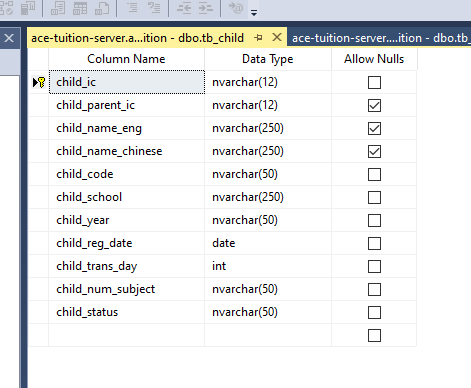 ace-tuition-server.a...ition - dbo.tb_child
ace-tuition-server....ition - dbo.tb
Column Name Data Type Allow Nulls
child_ic nvarchar(12)
child_parent_ic nvarchar(12)
child_name_eng nvarchar(250)
child_name_chinese nvarchar(250)
child_code nvarchar(50)
child_school nvarchar(250)
child_year nvarchar(50)
child_reg_date date
child_trans_day int
child_num_subject nvarchar(50)
child_status nvarchar(50)